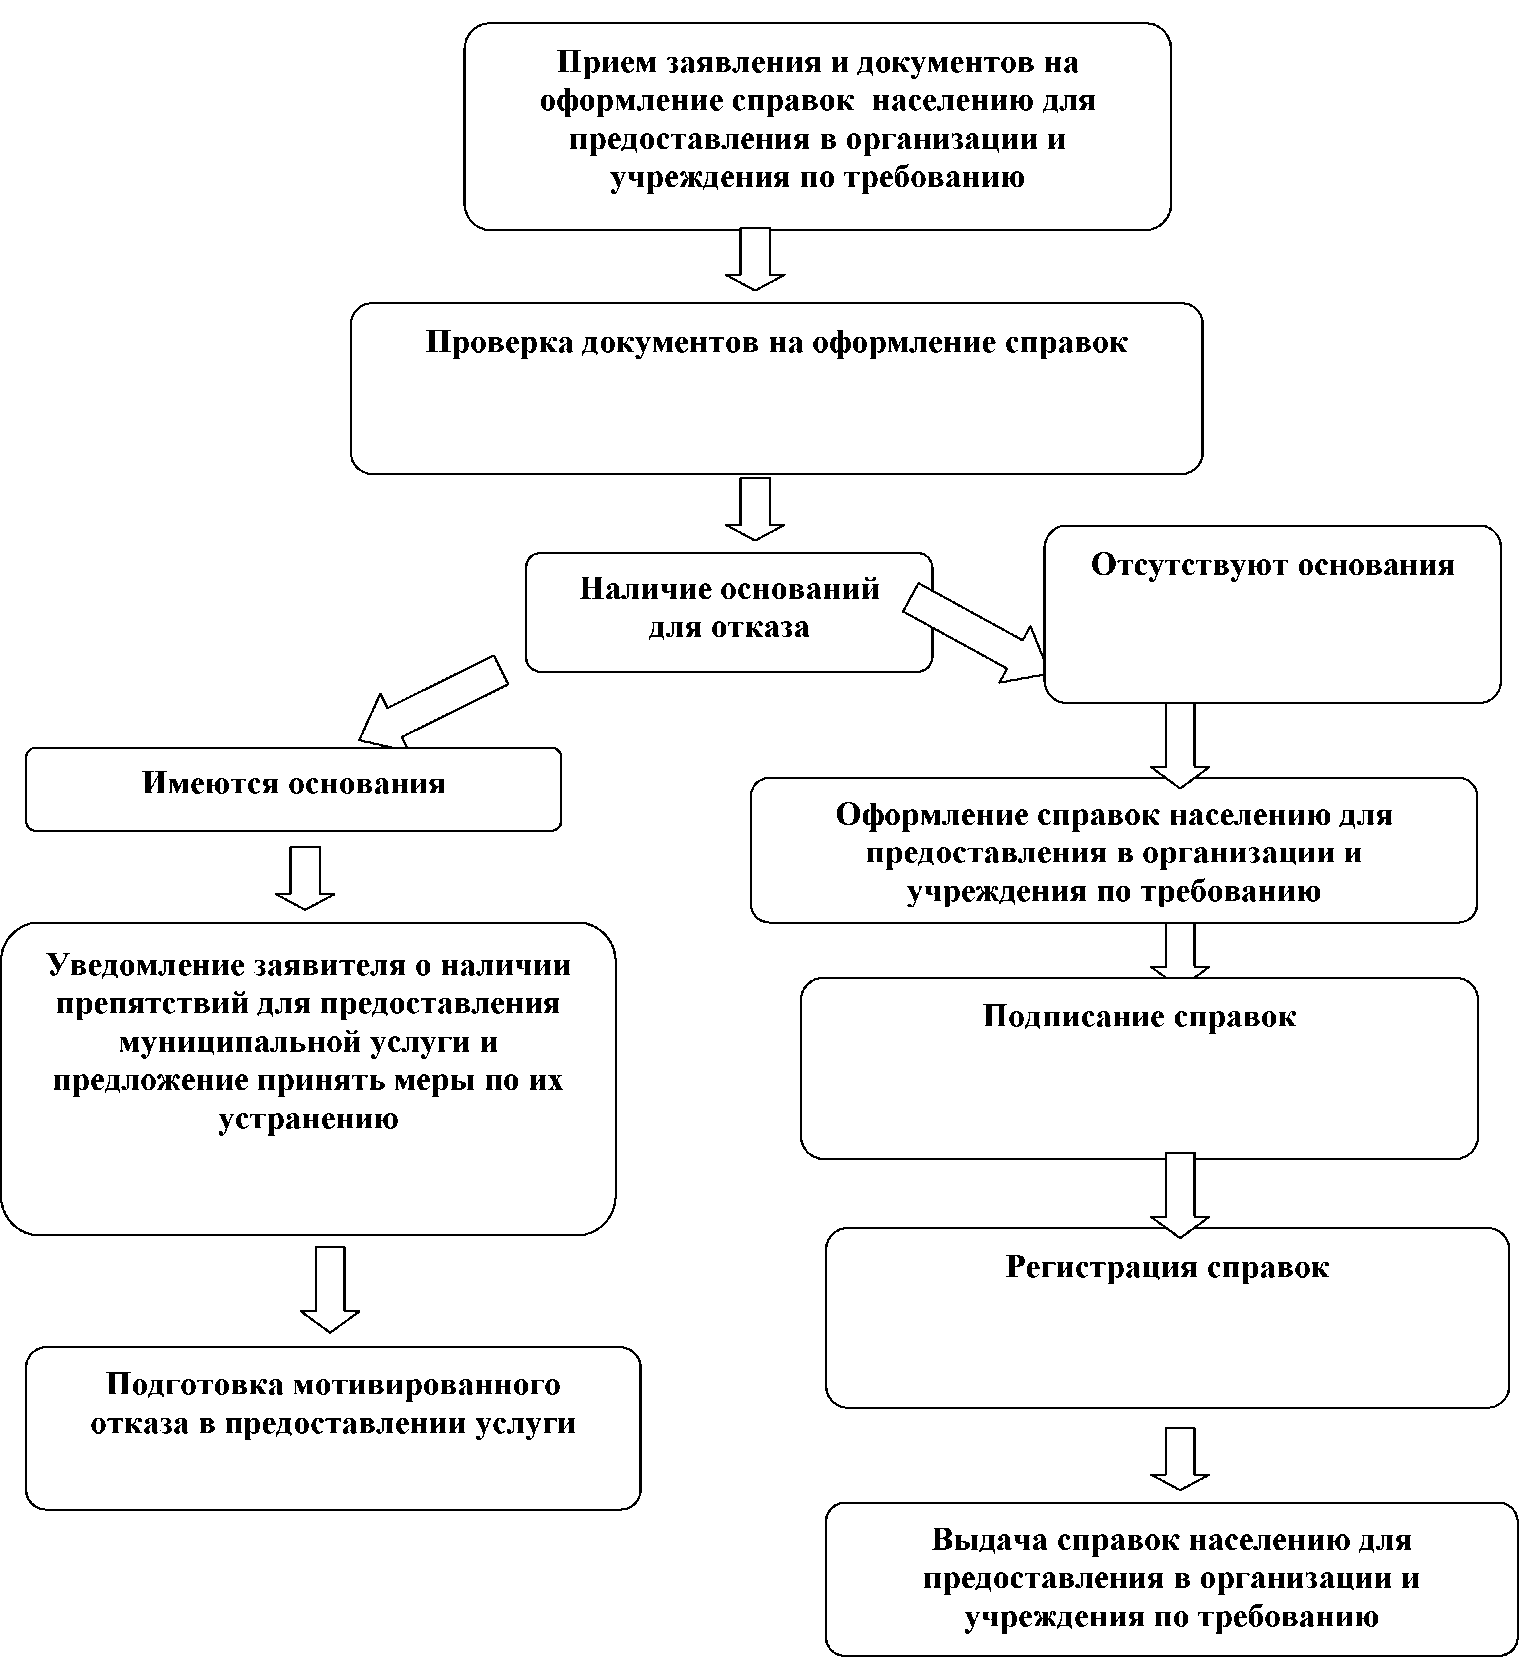 Прием заявления и документов на
оформление справок  населению для
предоставления в организации и
учреждения по требованию
Проверка документов на оформление справок
Наличие оснований
для отказа
Отсутствуют основания
Имеются основания
Оформление справок населению для
предоставления в организации и
учреждения по требованию
Уведомление заявителя о наличии
препятствий для предоставления
муниципальной услуги и
предложение принять меры по их
устранению
Подписание справок
Регистрация справок
Подготовка мотивированного
отказа в предоставлении услуги
Выдача справок населению для
предоставления в организации и
учреждения по требованию